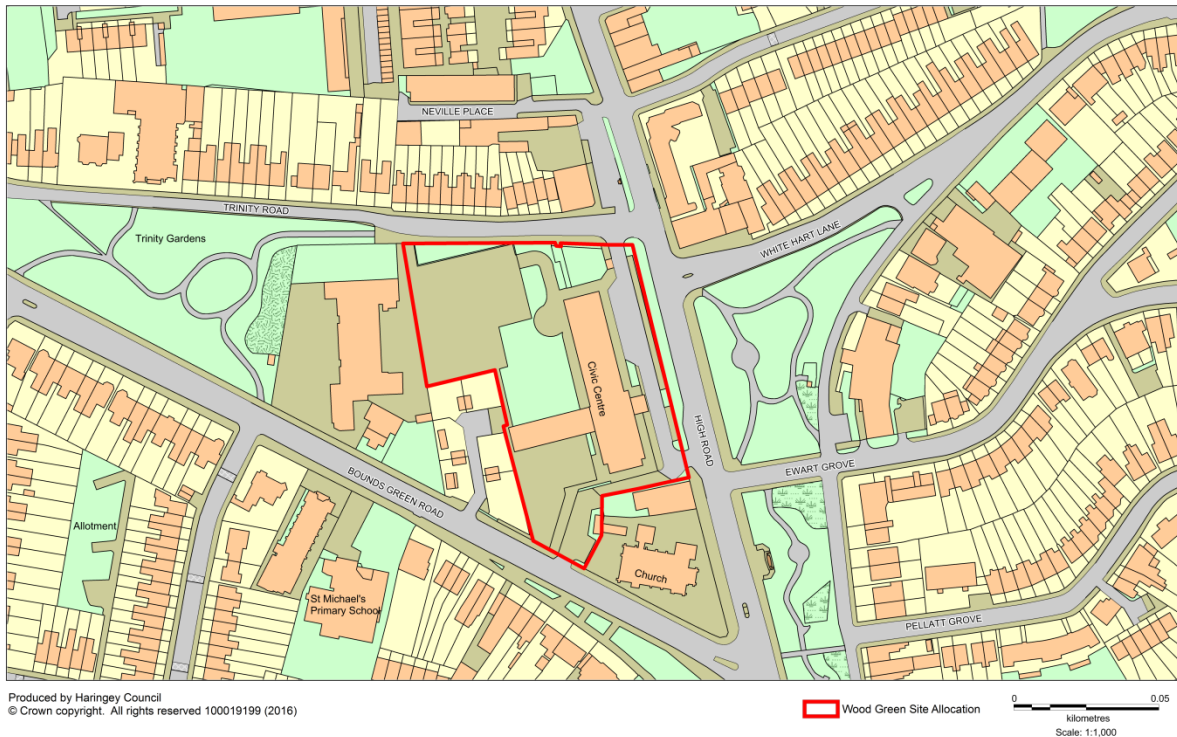 NEVILLE PLACE
TRINITY ROAD
Trinity Gardens
WHITE HART LANE
Civic Centre
HIGH ROAD
EWART GROVE
BOUNDS GREEN ROAD
Allotment
Church
St Michael's
Primary School
PELLATT GROVE
Produced by Haringey Council
© Crown copyright. All rights reserved 100019199 (2016)
Wood Green Site Allocation
0 0.05
kilometres
Scale: 1:1,000